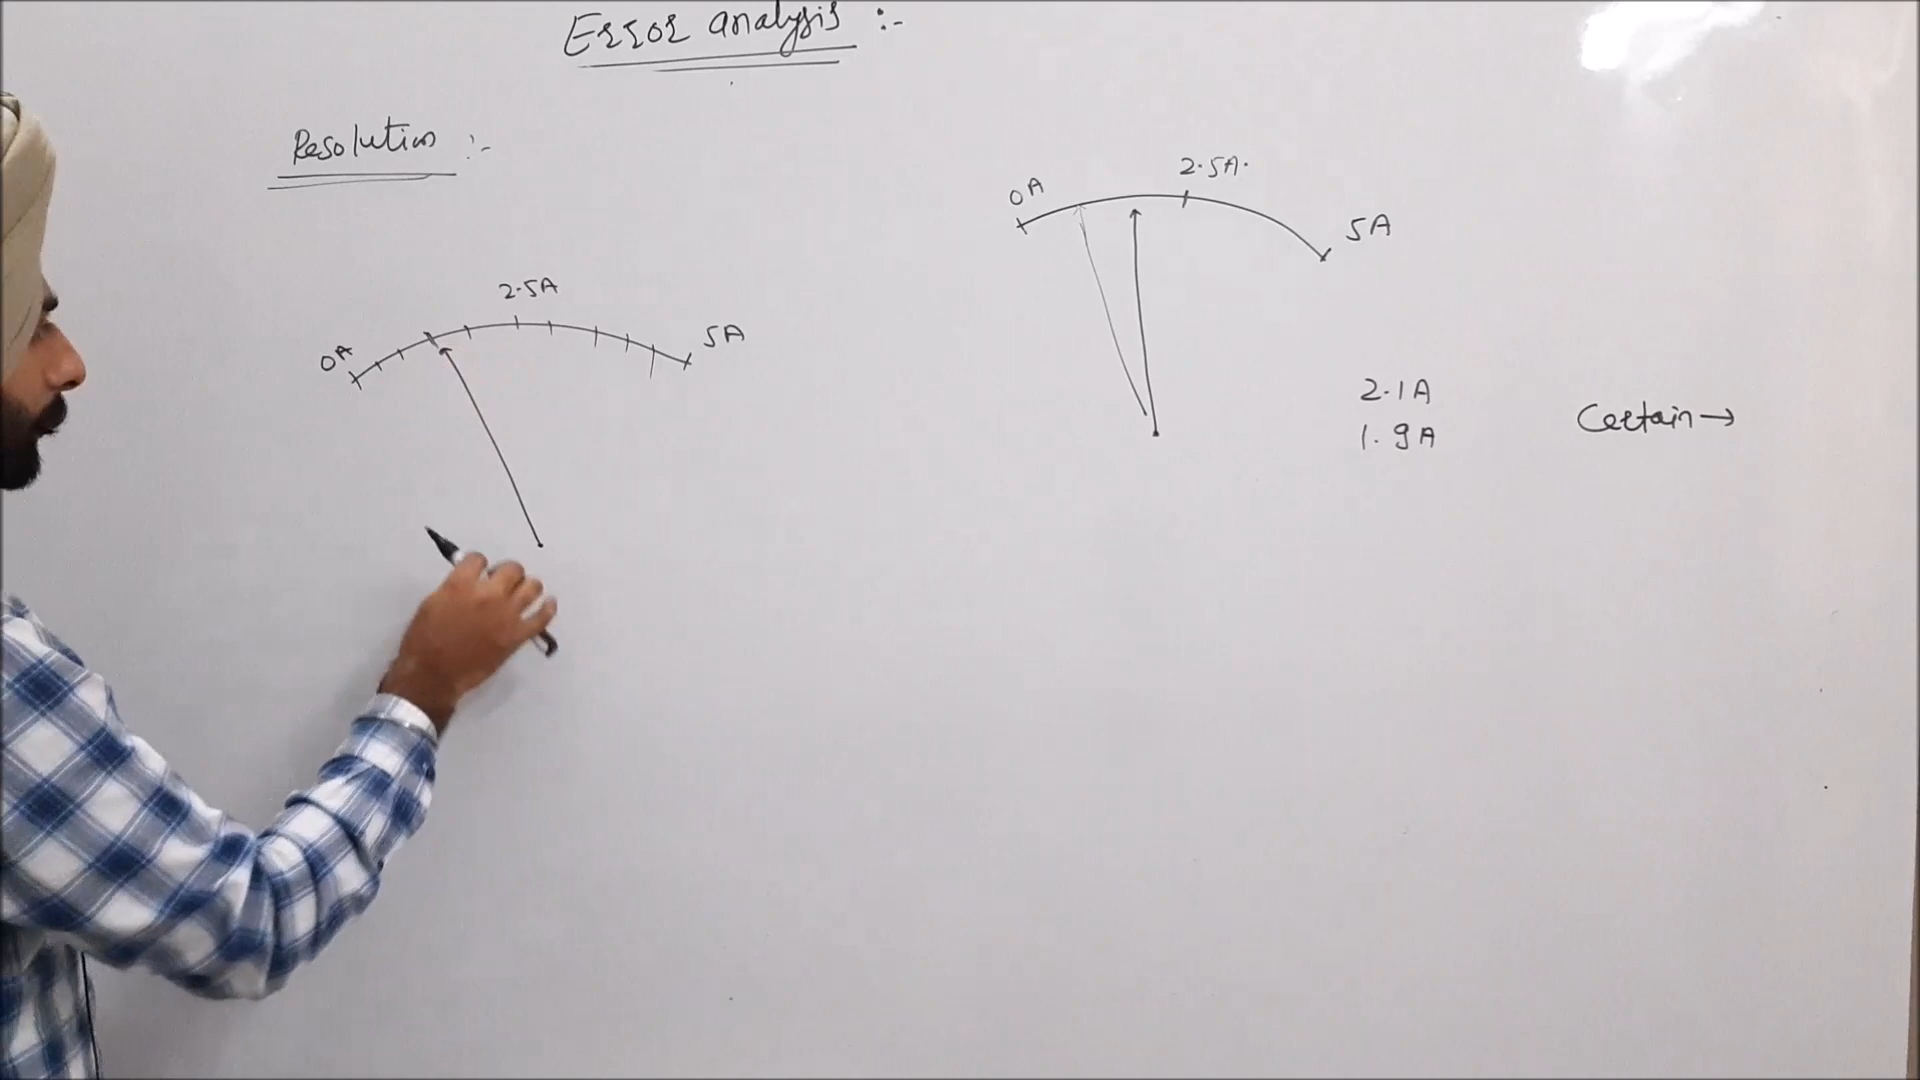 Error analysis :-
Resolution :-
0A
2.5A
5A
0A
2.5A.
5A
2.1A
1.9A
Certain →